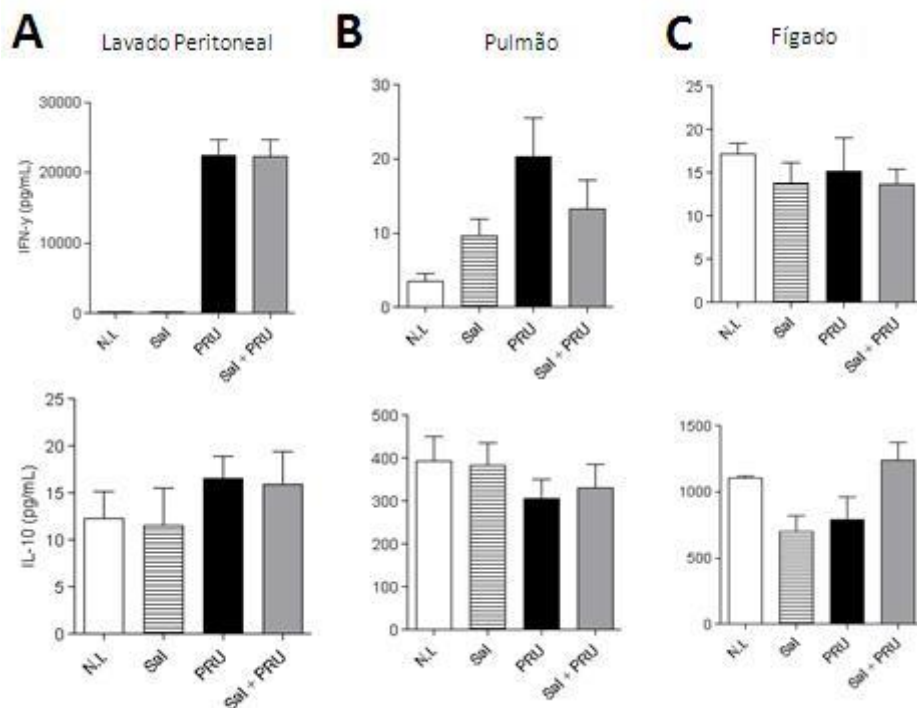 A
Lavado Peritoneal
IFN-y (pg/mL)
30000
20000
10000
0
N.I.
Sal
PRU
Sal + PRU
B
Pulmão
30
20
10
0
N.I.
Sal
PRU
Sal + PRU
C
Fígado
25
20
15
10
5
0
N.I.
Sal
PRU
Sal + PRU
IL-10 (pg/mL)
25
20
15
10
5
0
N.I.
Sal
PRU
Sal + PRU
500
400
300
200
100
0
N.I.
Sal
PRU
Sal + PRU
1500
1000
500
0
N.I.
Sal
PRU
Sal + PRU